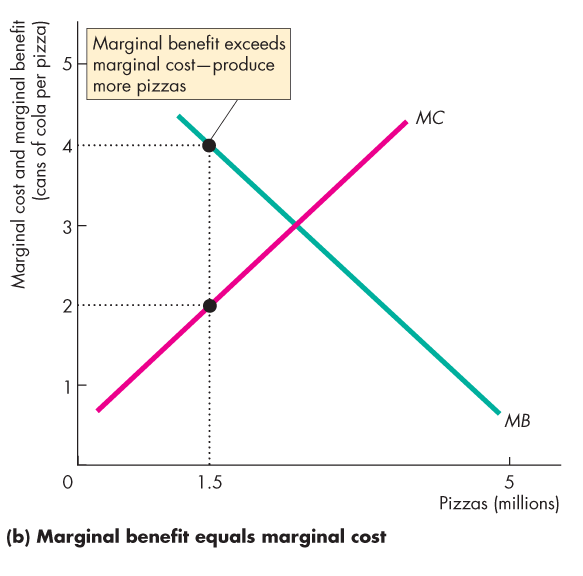 Marginal cost and marginal benefit
(cans of cola per pizza)
Marginal benefit exceeds
marginal cost—produce
more pizzas
5
4
3
2
1
MC
MB
0
1.5
5
Pizzas (millions)
(b) Marginal benefit equals marginal cost